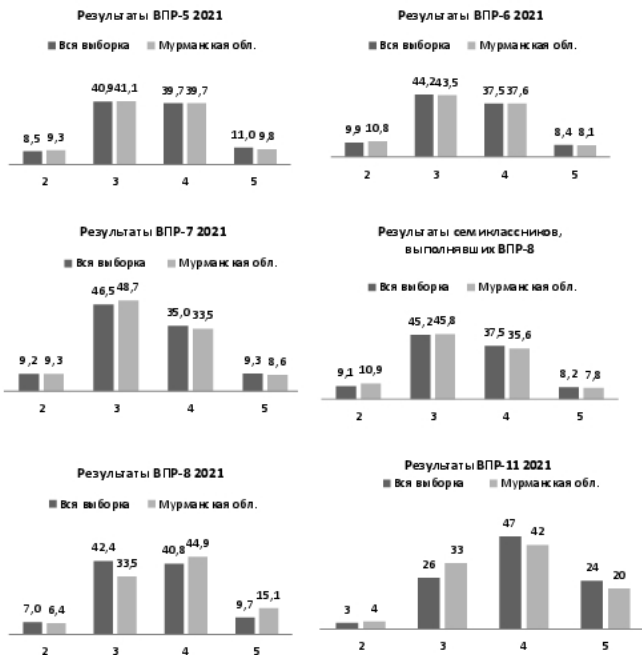 Результаты ВПР-5 2021
Вся выборка Мурманская обл.
40,9 41,1 39,7 39,7
8,5 9,3 11,0 9,8
2 3 4 5
Результаты ВПР-6 2021
Вся выборка Мурманская обл.
44,2 43,5 37,5 37,6
9,9 10,8 8,4 8,1
2 3 4 5
Результаты ВПР-7 2021
Вся выборка Мурманская обл.
46,5 48,7 35,0 33,5
9,2 9,3 9,3 8,6
2 3 4 5
Результаты семиклассников,
выполнявших ВПР-8
Вся выборка Мурманская обл.
45,2 45,8 37,5 35,6
9,1 10,9 8,2 7,8
2 3 4 5
Результаты ВПР-8 2021
Вся выборка Мурманская обл.
42,4 33,5 40,8 44,9
7,0 6,4 9,7 15,1
2 3 4 5
Результаты ВПР-11 2021
Вся выборка Мурманская обл.
26 33 47 42 24 20
3 4
2 3 4 5